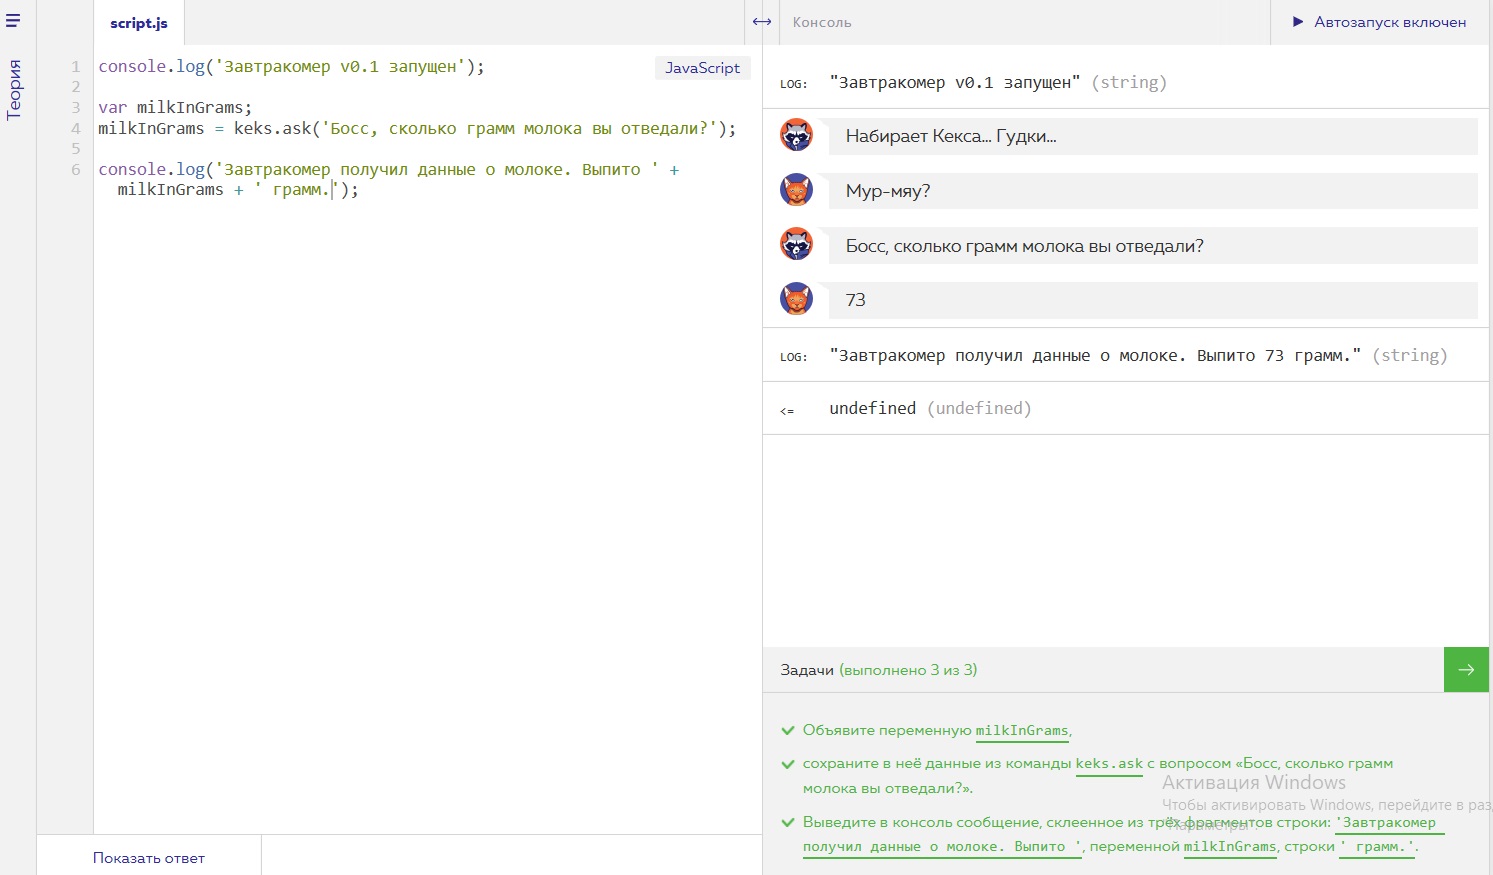 script.js
Консоль
Автозапуск включен
Теория
JavaScript
1 console.log('Завтракомер v0.1 запущен');
2
3 var milkInGrams;
4 milkInGrams = keks.ask('Босс, сколько грамм молока вы отведали?');
5
6 console.log('Завтракомер получил данные о молоке. Выпито ' +
milkInGrams + ' грамм.');
Показать ответ
LOG: "Завтракомер v0.1 запущен" (string)
Набирает Кекса... Гудки...
Мур-мяу?
Босс, сколько грамм молока вы отведали?
73
LOG: "Завтракомер получил данные о молоке. Выпито 73 грамм." (string)
<= undefined (undefined)
Задачи (выполнено 3 из 3)
Объявите переменную milkInGrams,
сохраните в неё данные из команды keks.ask с вопросом «Босс, сколько грамм
молока вы отведали?».
Выведите в консоль сообщение, склеенное из трёх фрагментов строки: 'Завтракомер
получил данные о молоке. Выпито ', переменной milkInGrams, строки ' грамм.'.
Активация Windows
Чтобы активировать Windows, перейдите в раз
"Параметры".